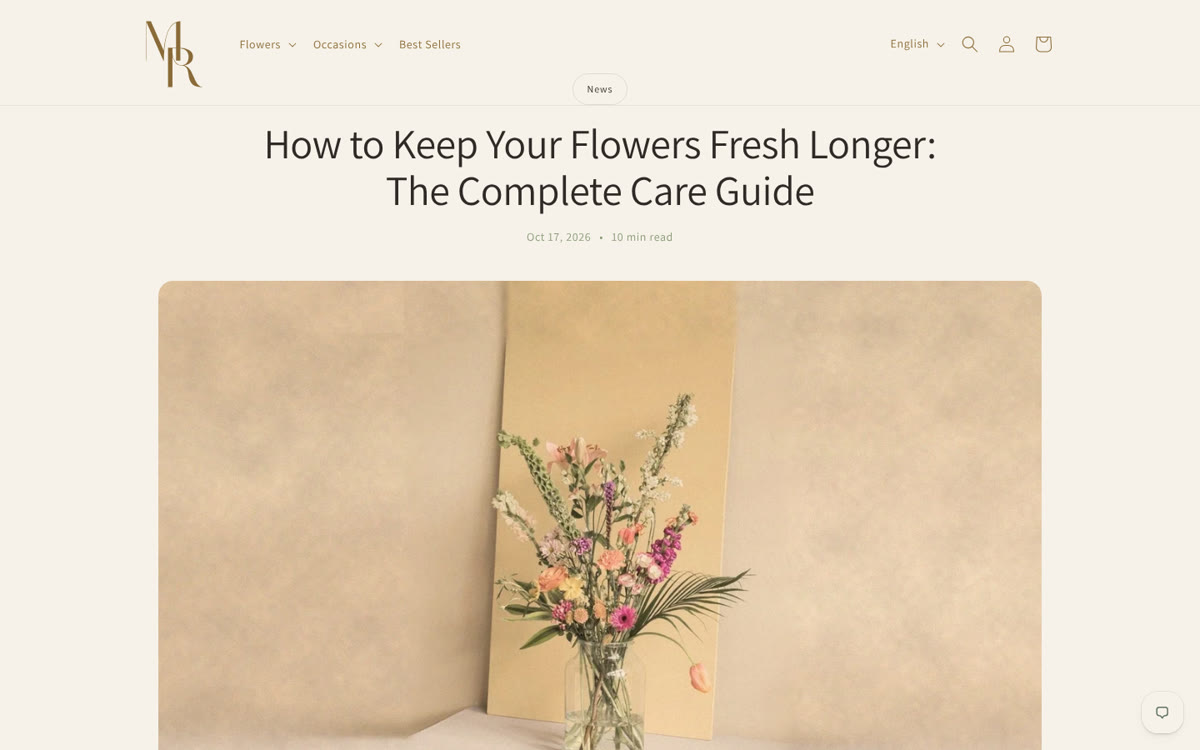 MR
Flowers
Occasions
Best Sellers
English
News
How to Keep Your Flowers Fresh Longer:
The Complete Care Guide
Oct 17, 2026 • 10 min read